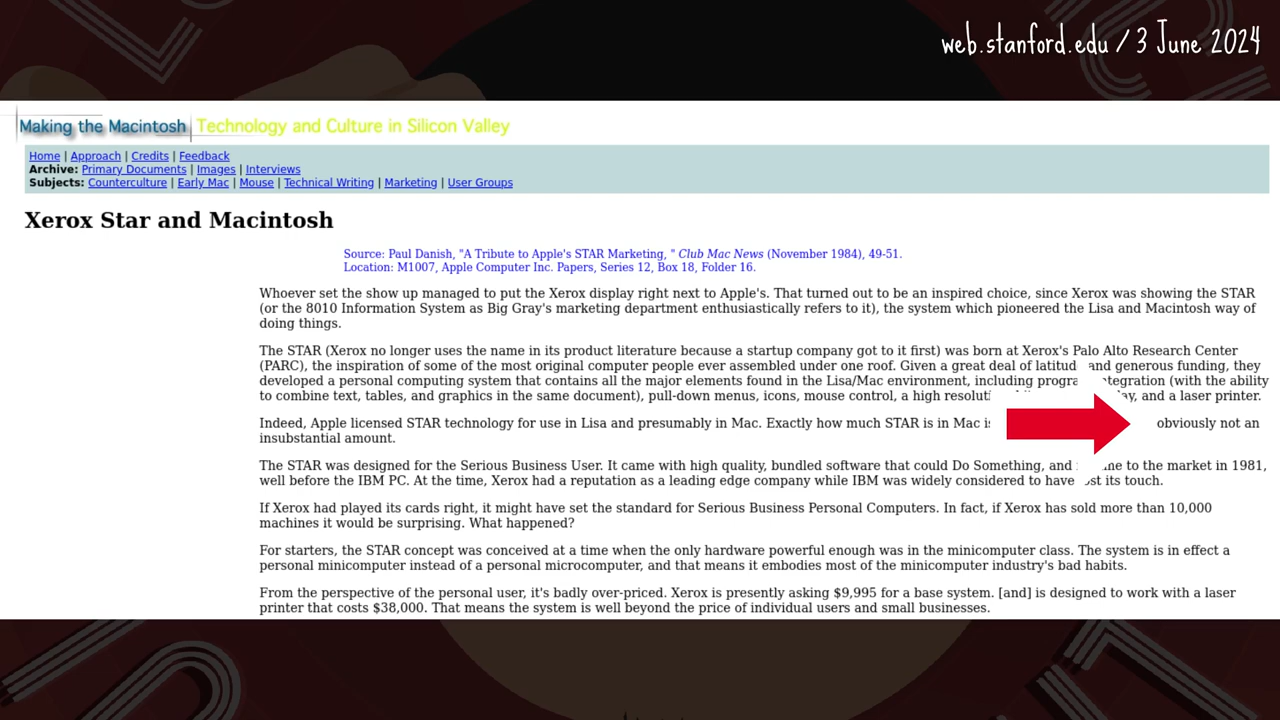 web.stanford.edu / 3 June 2024
Making the Macintosh Technology and Culture in Silicon Valley
Home | Approach | Credits | Feedback
Archive: Primary Documents | Images | Interviews
Subjects: Counterculture | Early Mac | Mouse | Technical Writing | Marketing | User Groups
Xerox Star and Macintosh
Source: Paul Danish, "A Tribute to Apple's STAR Marketing, " Club Mac News (November 1984), 49-51.
Location: M1007, Apple Computer Inc. Papers, Series 12, Box 18, Folder 16.
Whoever set the show up managed to put the Xerox display right next to Apple's. That turned out to be an inspired choice, since Xerox was showing the STAR
(or the 8010 Information System as Big Gray's marketing department enthusiastically refers to it), the system which pioneered the Lisa and Macintosh way of
doing things.
The STAR (Xerox no longer uses the name in its product literature because a startup company got to it first) was born at Xerox's Palo Alto Research Center
(PARC), the inspiration of some of the most original computer people ever assembled under one roof. Given a great deal of latitud and generous funding, they
developed a personal computing system that contains all the major elements found in the Lisa/Mac environment, including progra ntegration (with the ability
to combine text, tables, and graphics in the same document), pull-down menus, icons, mouse control, a high and a laser printer.
Indeed, Apple licensed STAR technology for use in Lisa and presumably in Mac. Exactly how much STAR is in Mac obviously not an
insubstantial amount.
The STAR was designed for the Serious Business User. It came with high quality, bundled software that could Do Something, and to the market in 1981,
well before the IBM PC. At the time, Xerox had a reputation as a leading edge company while IBM was widely considered to have its touch.
If Xerox had played its cards right, it might have set the standard for Serious Business Personal Computers. In fact, if Xerox has sold more than 10,000
machines it would be surprising. What happened?
For starters, the STAR concept was conceived at a time when the only hardware powerful enough was in the minicomputer class. The system is in effect a
personal minicomputer instead of a personal microcomputer, and that means it embodies most of the minicomputer industry's bad habits.
From the perspective of the personal user, it's badly over-priced. Xerox is presently asking $9,995 for a base system. [and] is designed to work with a laser
printer that costs $38,000. That means the system is well beyond the price of individual users and small businesses.